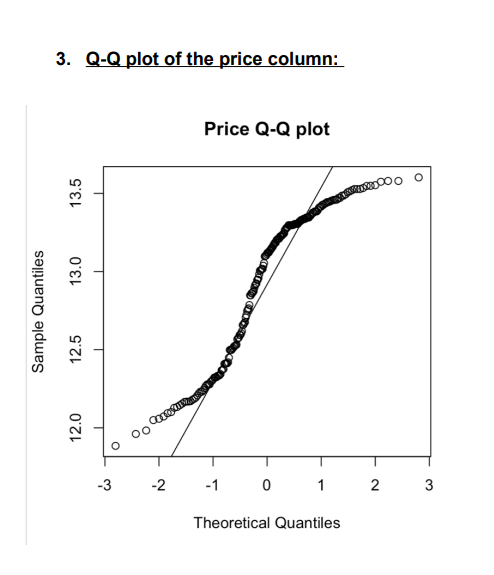 3. Q-Q plot of the price column:
Price Q-Q plot
Sample Quantiles
13.5
13.0
12.5
12.0
-3 -2 -1 0 1 2 3
Theoretical Quantiles